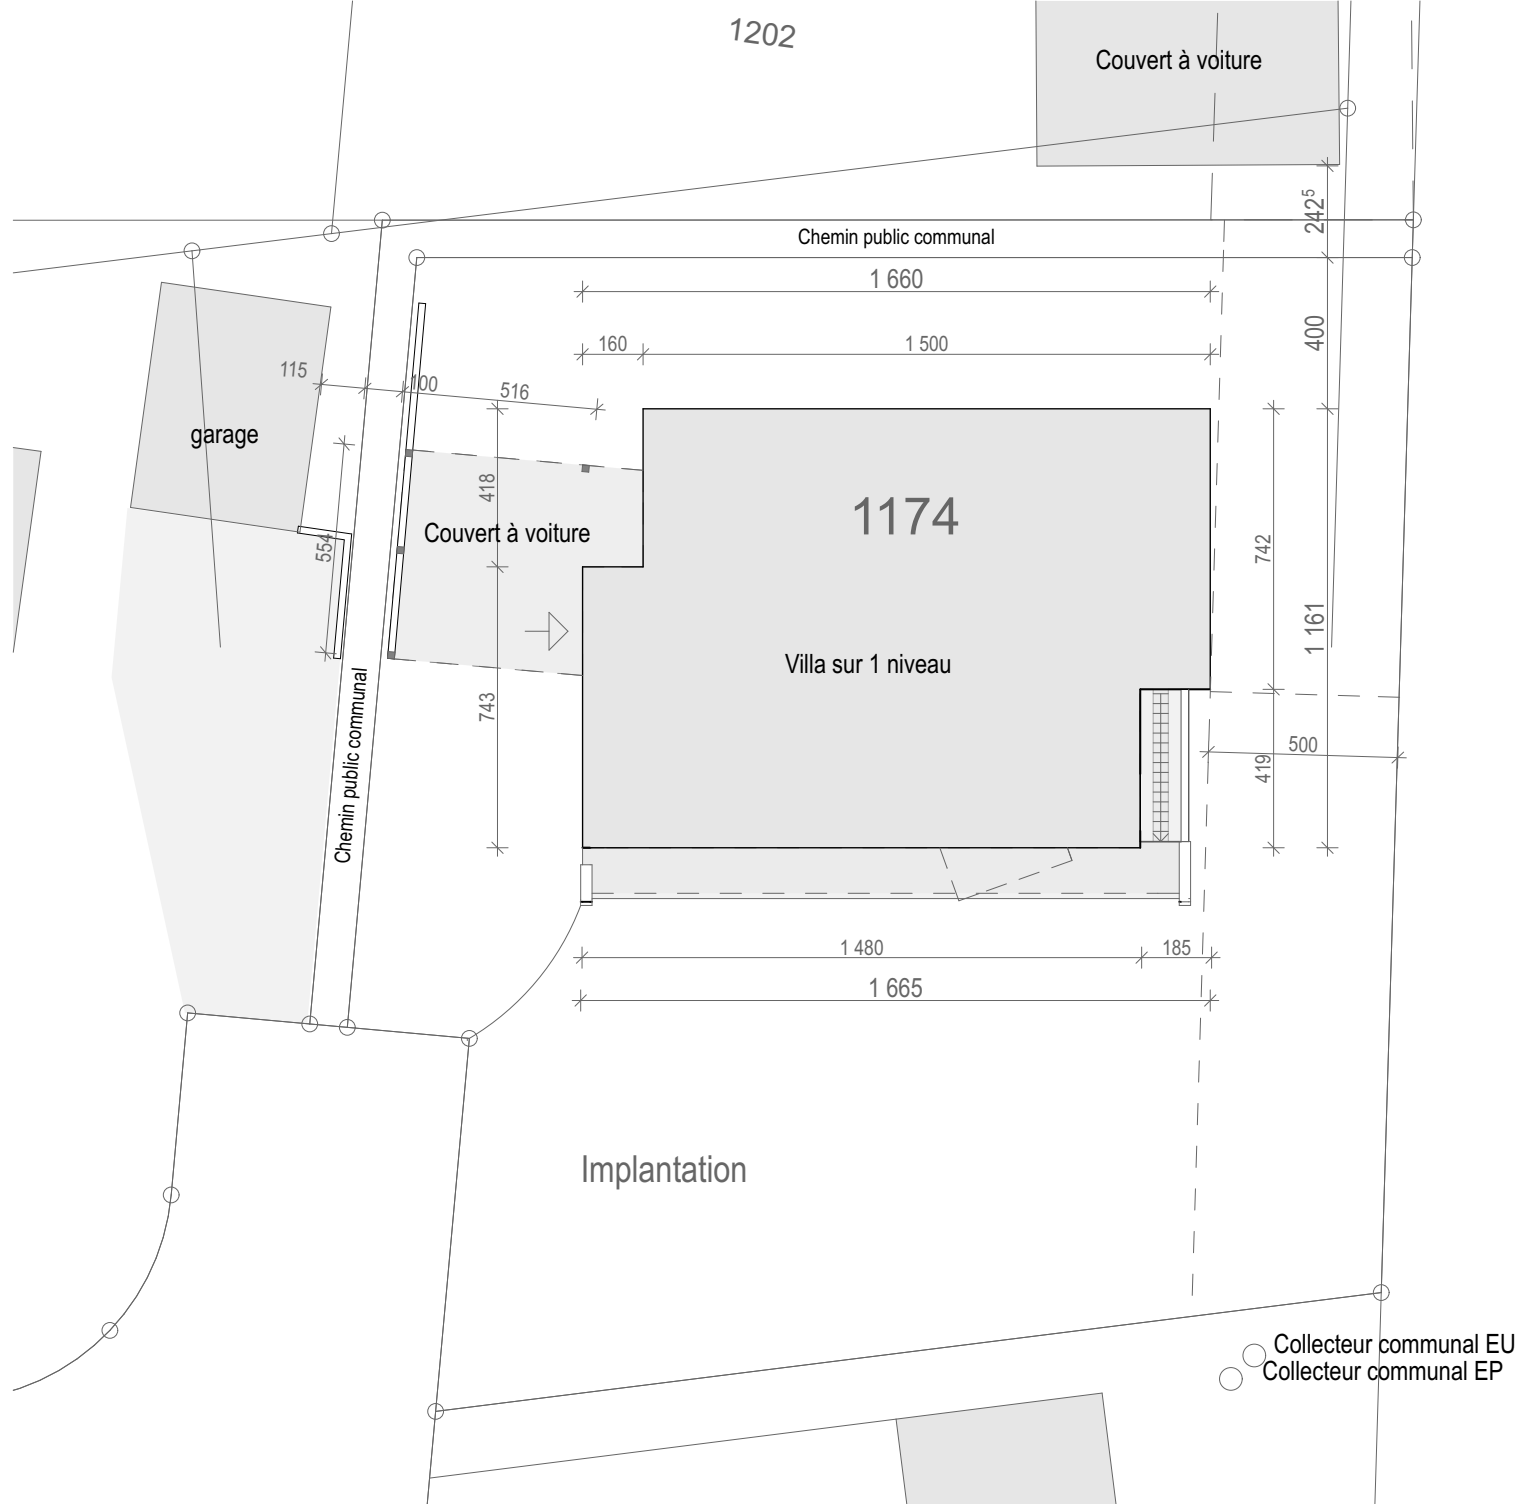 1202
Couvert à voiture
242⁵
Chemin public communal
1 660
400
160
1 500
115
100
516
garage
418
Couvert à voiture
1174
554
742
1 161
Villa sur 1 niveau
743
Chemin public communal
500
419
1 480
185
1 665
Implantation
Collecteur communal EU
Collecteur communal EP